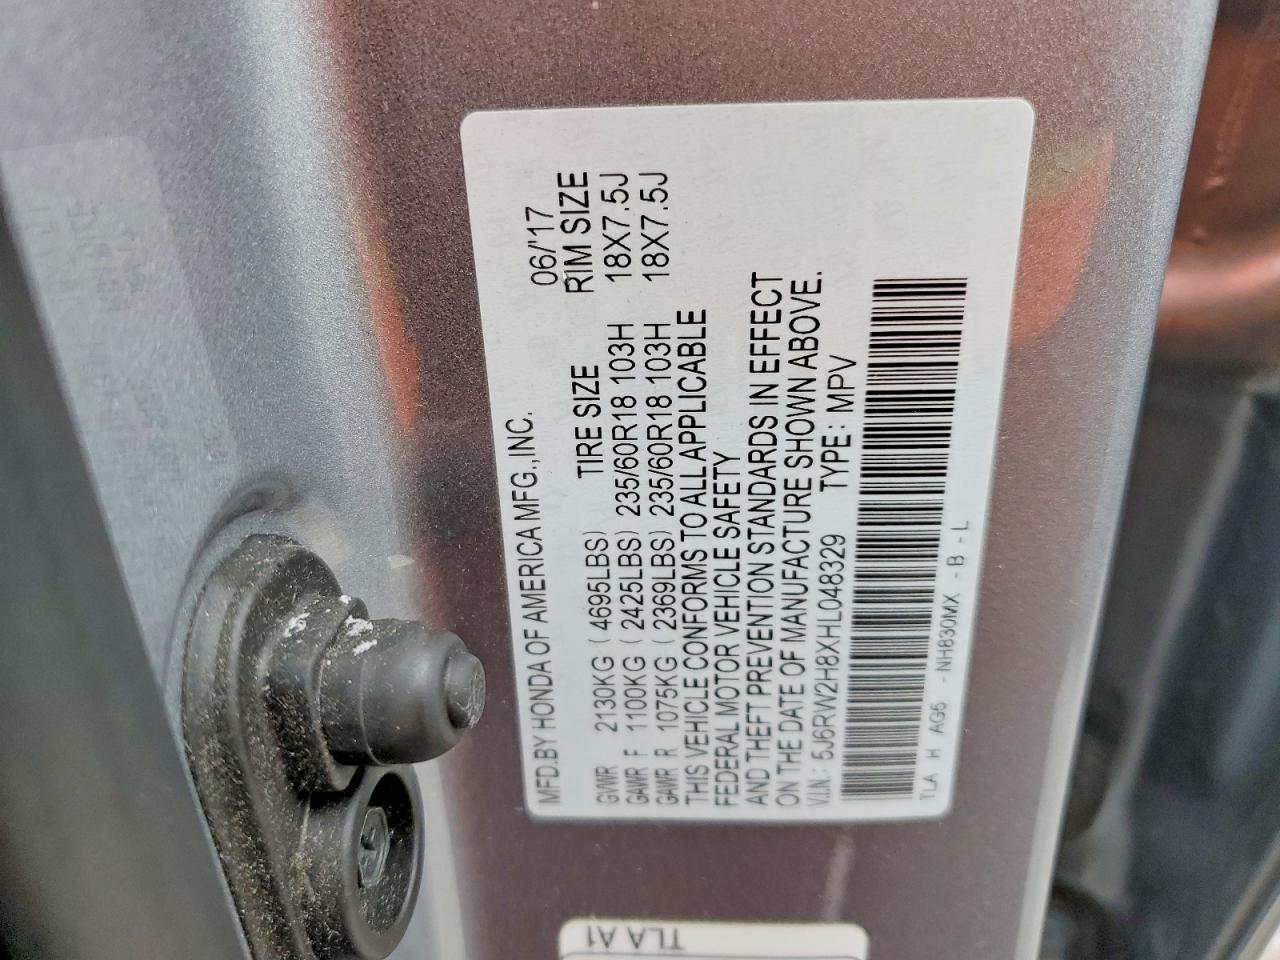 MFD.BY HONDA OF AMERICA MFG.,INC. 06/'17
TIRE SIZE RIM SIZE
GVWR 2130KG ( 4695LBS)
GAWR F 1100KG ( 2425LBS) 235/60R18 103H 18X7.5J
GAWR R 1075KG ( 2369LBS) 235/60R18 103H 18X7.5J
THIS VEHICLE CONFORMS TO ALL APPLICABLE
FEDERAL MOTOR VEHICLE SAFETY
AND THEFT PREVENTION STANDARDS IN EFFECT
ON THE DATE OF MANUFACTURE SHOWN ABOVE.
V.I.N.: 5J6RW2H8XHL048329 TYPE: MPV
TLA H AG5 -NH830MX -B - L
TLA A1